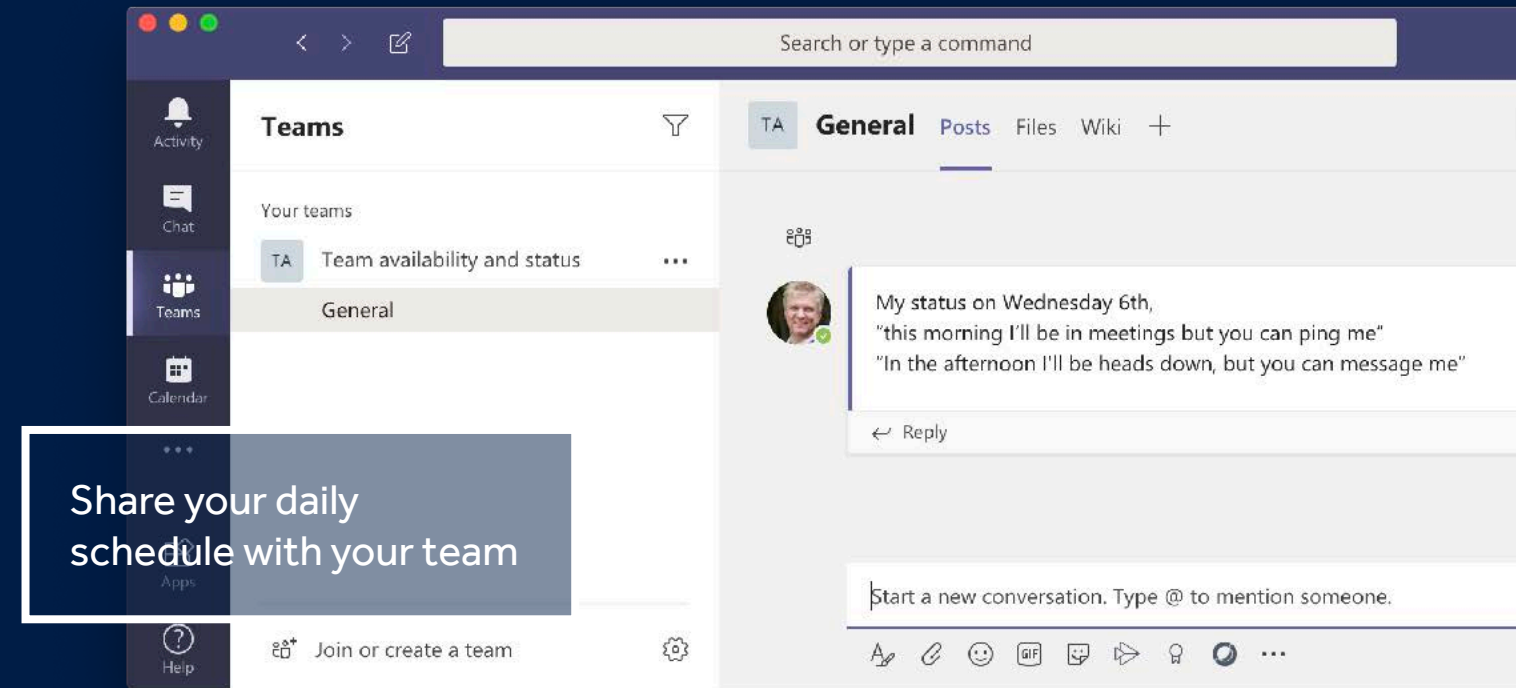 Search or type a command
Activity
Chat
Teams
Calendar
Apps
Help
Teams
Your teams
TA Team availability and status
General
Join or create a team
TA General Posts Files Wiki
My status on Wednesday 6th,
"this morning I'll be in meetings but you can ping me"
"In the afternoon I'll be heads down, but you can message me"
Reply
Start a new conversation. Type @ to mention someone.
GIF
Share your daily
schedule with your team